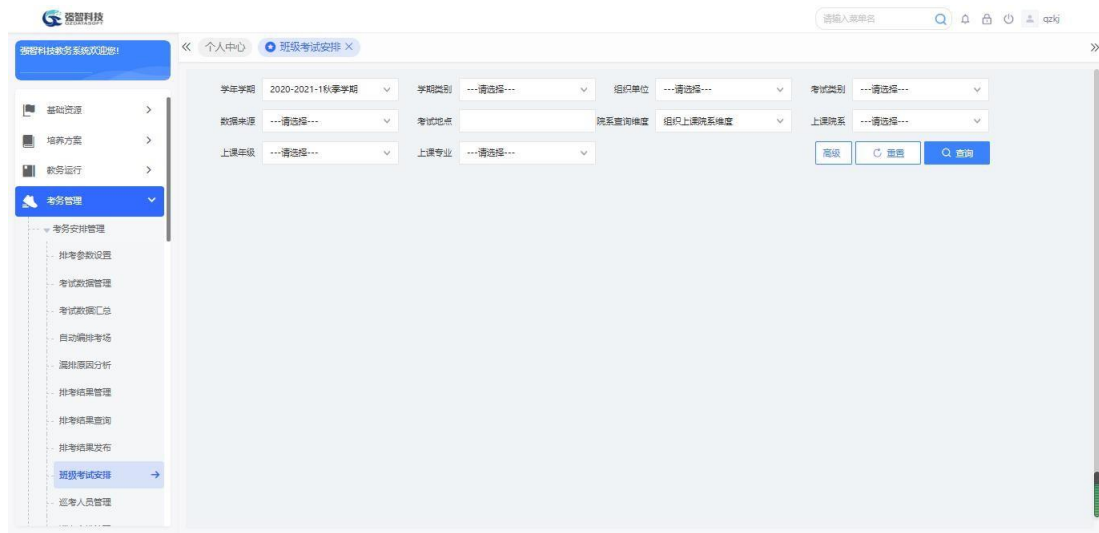 强智科技
QZDATASOFT
请输入菜单名
qzkj
强智科技教务系统欢迎您!
个人中心
班级考试安排
基础资源
培养方案
教务运行
考务管理
考务安排管理
排考参数设置
考试数据管理
考试数据汇总
自动编排考场
漏排原因分析
排考结果管理
排考结果查询
排考结果发布
班级考试安排
巡考人员管理
学年学期 2020-2021-1秋季学期 学期类别 ---请选择--- 组织单位 ---请选择--- 考试类别 ---请选择---
数据来源 ---请选择--- 考试地点 院系查询维度 组织上课院系维度 上课院系 ---请选择---
上课年级 ---请选择--- 上课专业 ---请选择---
高级 重置 查询